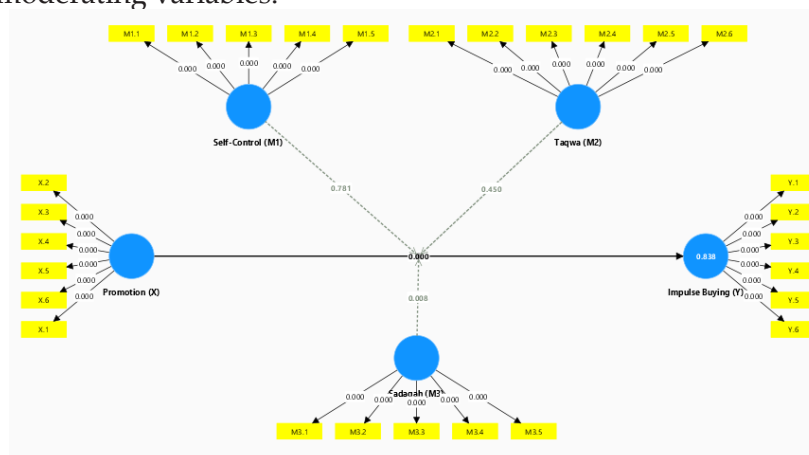 moderating variables.
M1.1 M1.2 M1.3 M1.4 M1.5 M2.1 M2.2 M2.3 M2.4 M2.5 M2.6
0.000 0.000 0.000 0.000 0.000 0.000 0.000 0.000 0.000 0.000 0.000
Self-Control (M1) Taqwa (M2)
X.2 Y.1
0.781 0.450
X.3 0.000 0.000 Y.2
X.4 0.000 0.000 Y.3
0.000 0.000 0.000 0.838
X.5 0.000 0.000 Y.4
Promotion (X) Impulse Buying (Y)
X.6 0.000 0.008 0.000 Y.5
0.000 0.000
X.1 Y.6
Sadaqah (M3)
0.000 0.000 0.000 0.000 0.000
M3.1 M3.2 M3.3 M3.4 M3.5